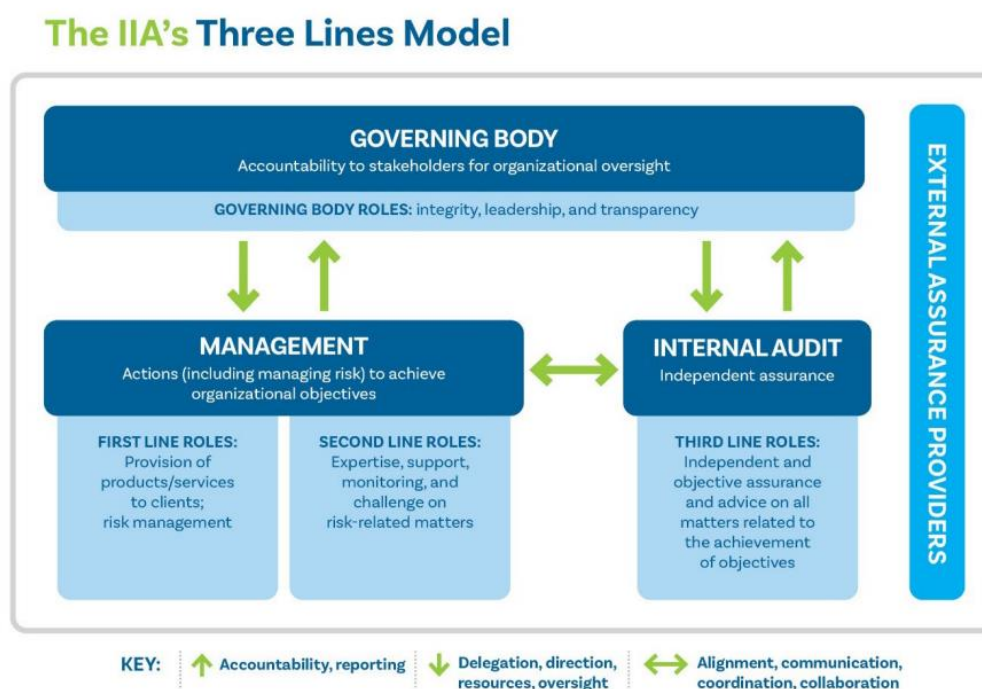 The IIA's Three Lines Model
GOVERNING BODY
Accountability to stakeholders for organizational oversight
GOVERNING BODY ROLES: integrity, leadership, and transparency
MANAGEMENT
Actions (including managing risk) to achieve
organizational objectives
FIRST LINE ROLES:
Provision of
products/services
to clients;
risk management
SECOND LINE ROLES:
Expertise, support,
monitoring, and
challenge on
risk-related matters
INTERNAL AUDIT
Independent assurance
THIRD LINE ROLES:
Independent and
objective assurance
and advice on all
matters related to
the achievement
of objectives
EXTERNAL ASSURANCE PROVIDERS
KEY:
Accountability, reporting
Delegation, direction,
resources, oversight
Alignment, communication,
coordination, collaboration